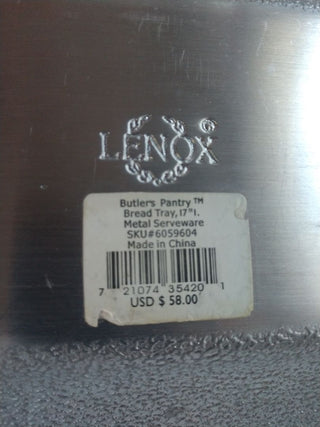 LENOX®
Butler's Pantry™
Bread Tray, 17"l.
Metal Serveware
SKU#6059604
Made in China
7 21074 35420 1
USD $ 58.00